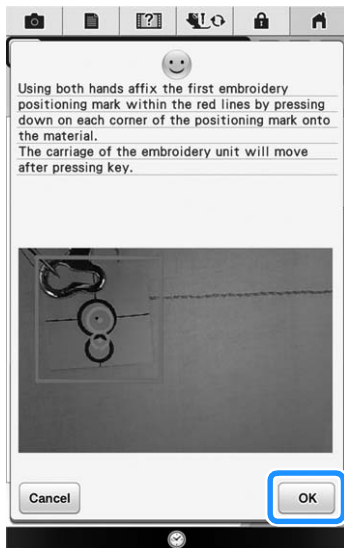 [?]
Using both hands affix the first embroidery
positioning mark within the red lines by pressing
down on each corner of the positioning mark onto
the material.
The carriage of the embroidery unit will move
after pressing key.
Cancel
OK